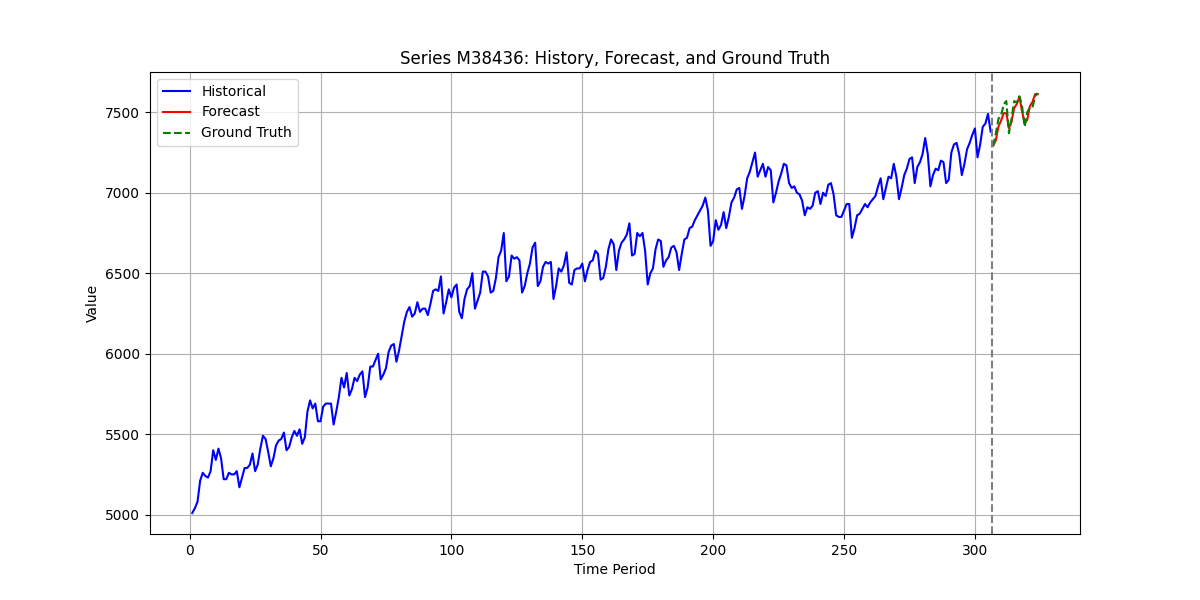 Series M38436: History, Forecast, and Ground Truth
Historical
Forecast
Ground Truth
7500
7000
6500
6000
5500
5000
Value
0 50 100 150 200 250 300
Time Period